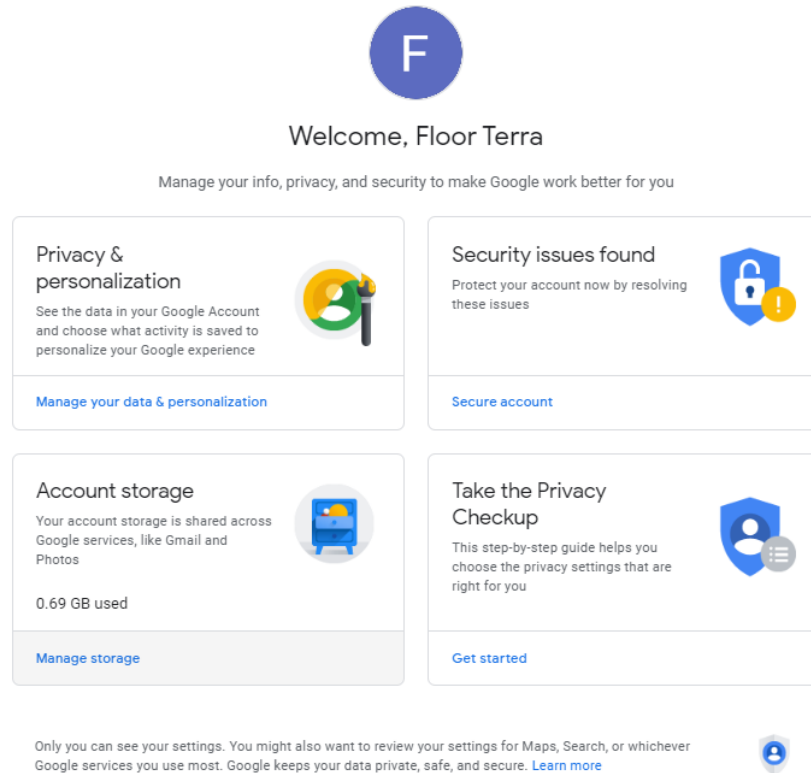 F
Welcome, Floor Terra
Manage your info, privacy, and security to make Google work better for you
Privacy &
personalization
See the data in your Google Account
and choose what activity is saved to
personalize your Google experience
Manage your data & personalization
Security issues found
Protect your account now by resolving
these issues
Secure account
Account storage
Your account storage is shared across
Google services, like Gmail and
Photos
0.69 GB used
Manage storage
Take the Privacy
Checkup
This step-by-step guide helps you
choose the privacy settings that are
right for you
Get started
Only you can see your settings. You might also want to review your settings for Maps, Search, or whichever
Google services you use most. Google keeps your data private, safe, and secure. Learn more